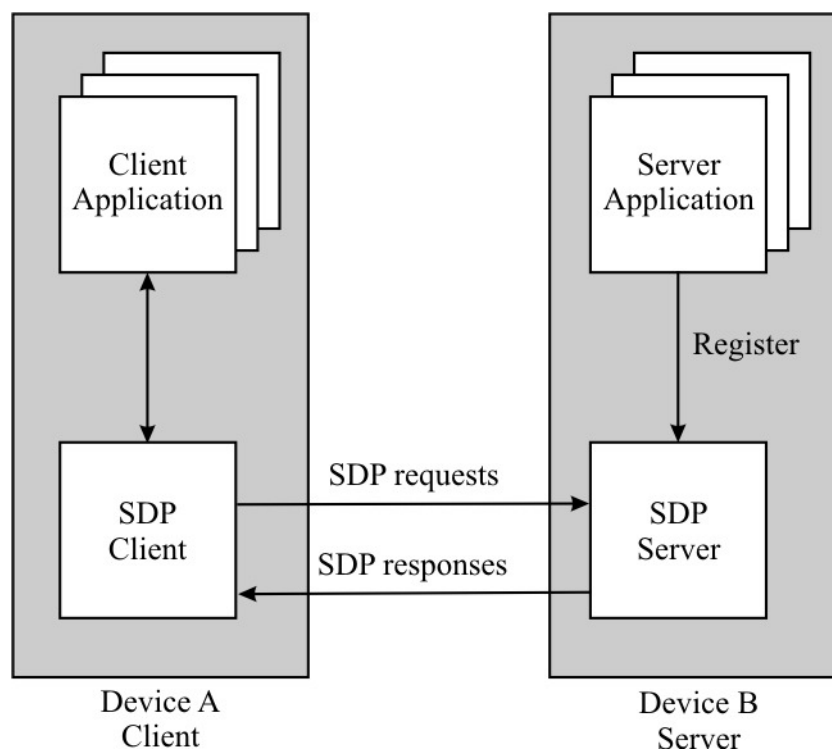 Client
Application
Server
Application
Register
SDP requests
SDP
Client
SDP
Server
SDP responses
Device A
Client
Device B
Server